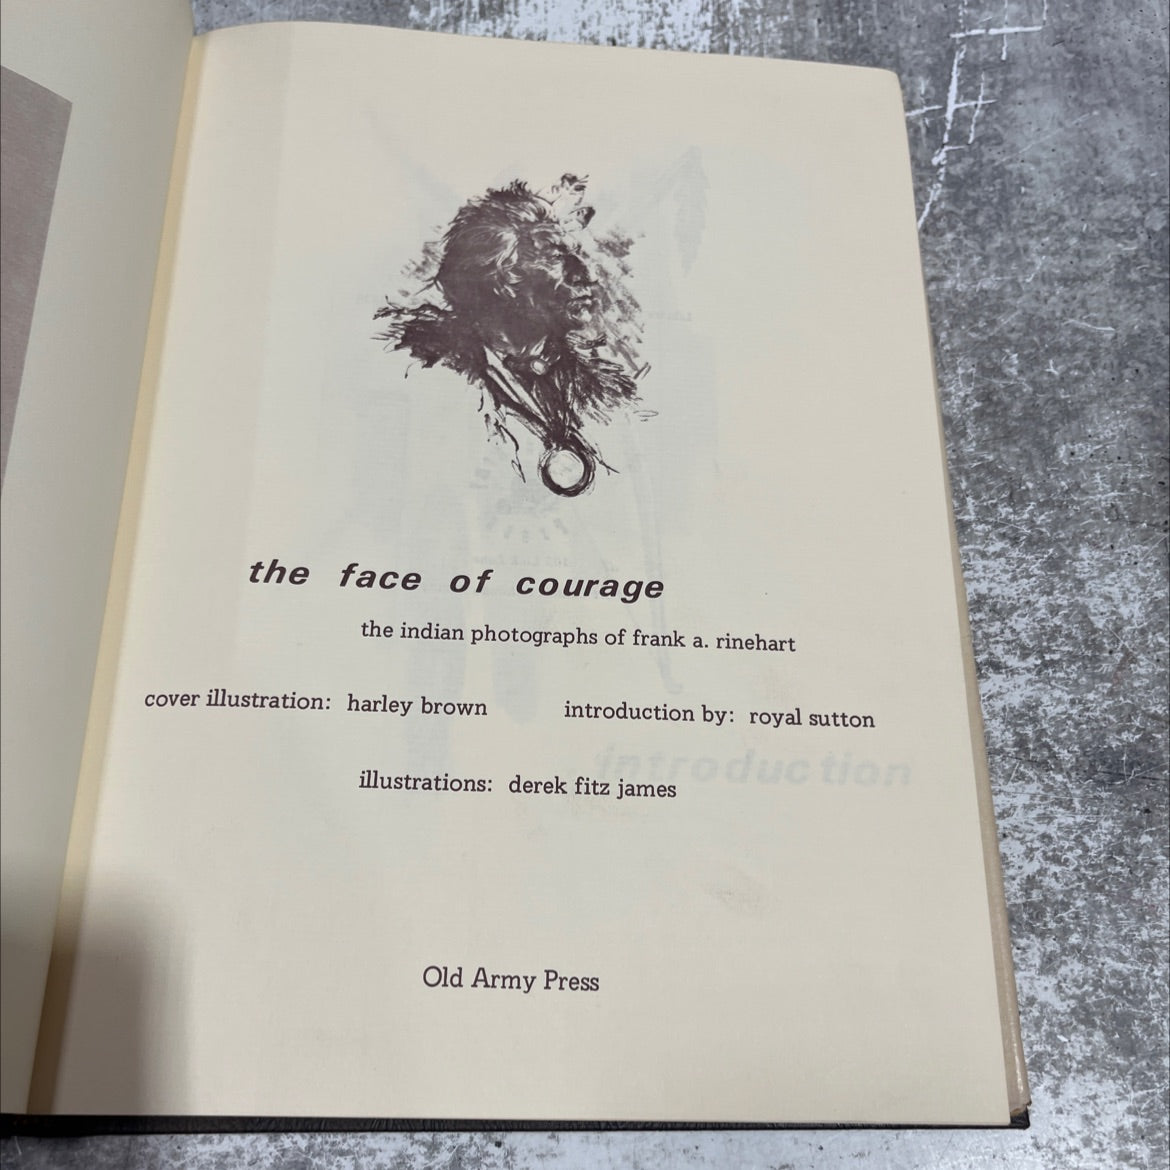 the face of courage
the indian photographs of frank a. rinehart
cover illustration: harley brown introduction by: royal sutton
illustrations: derek fitz james
introduction
Old Army Press